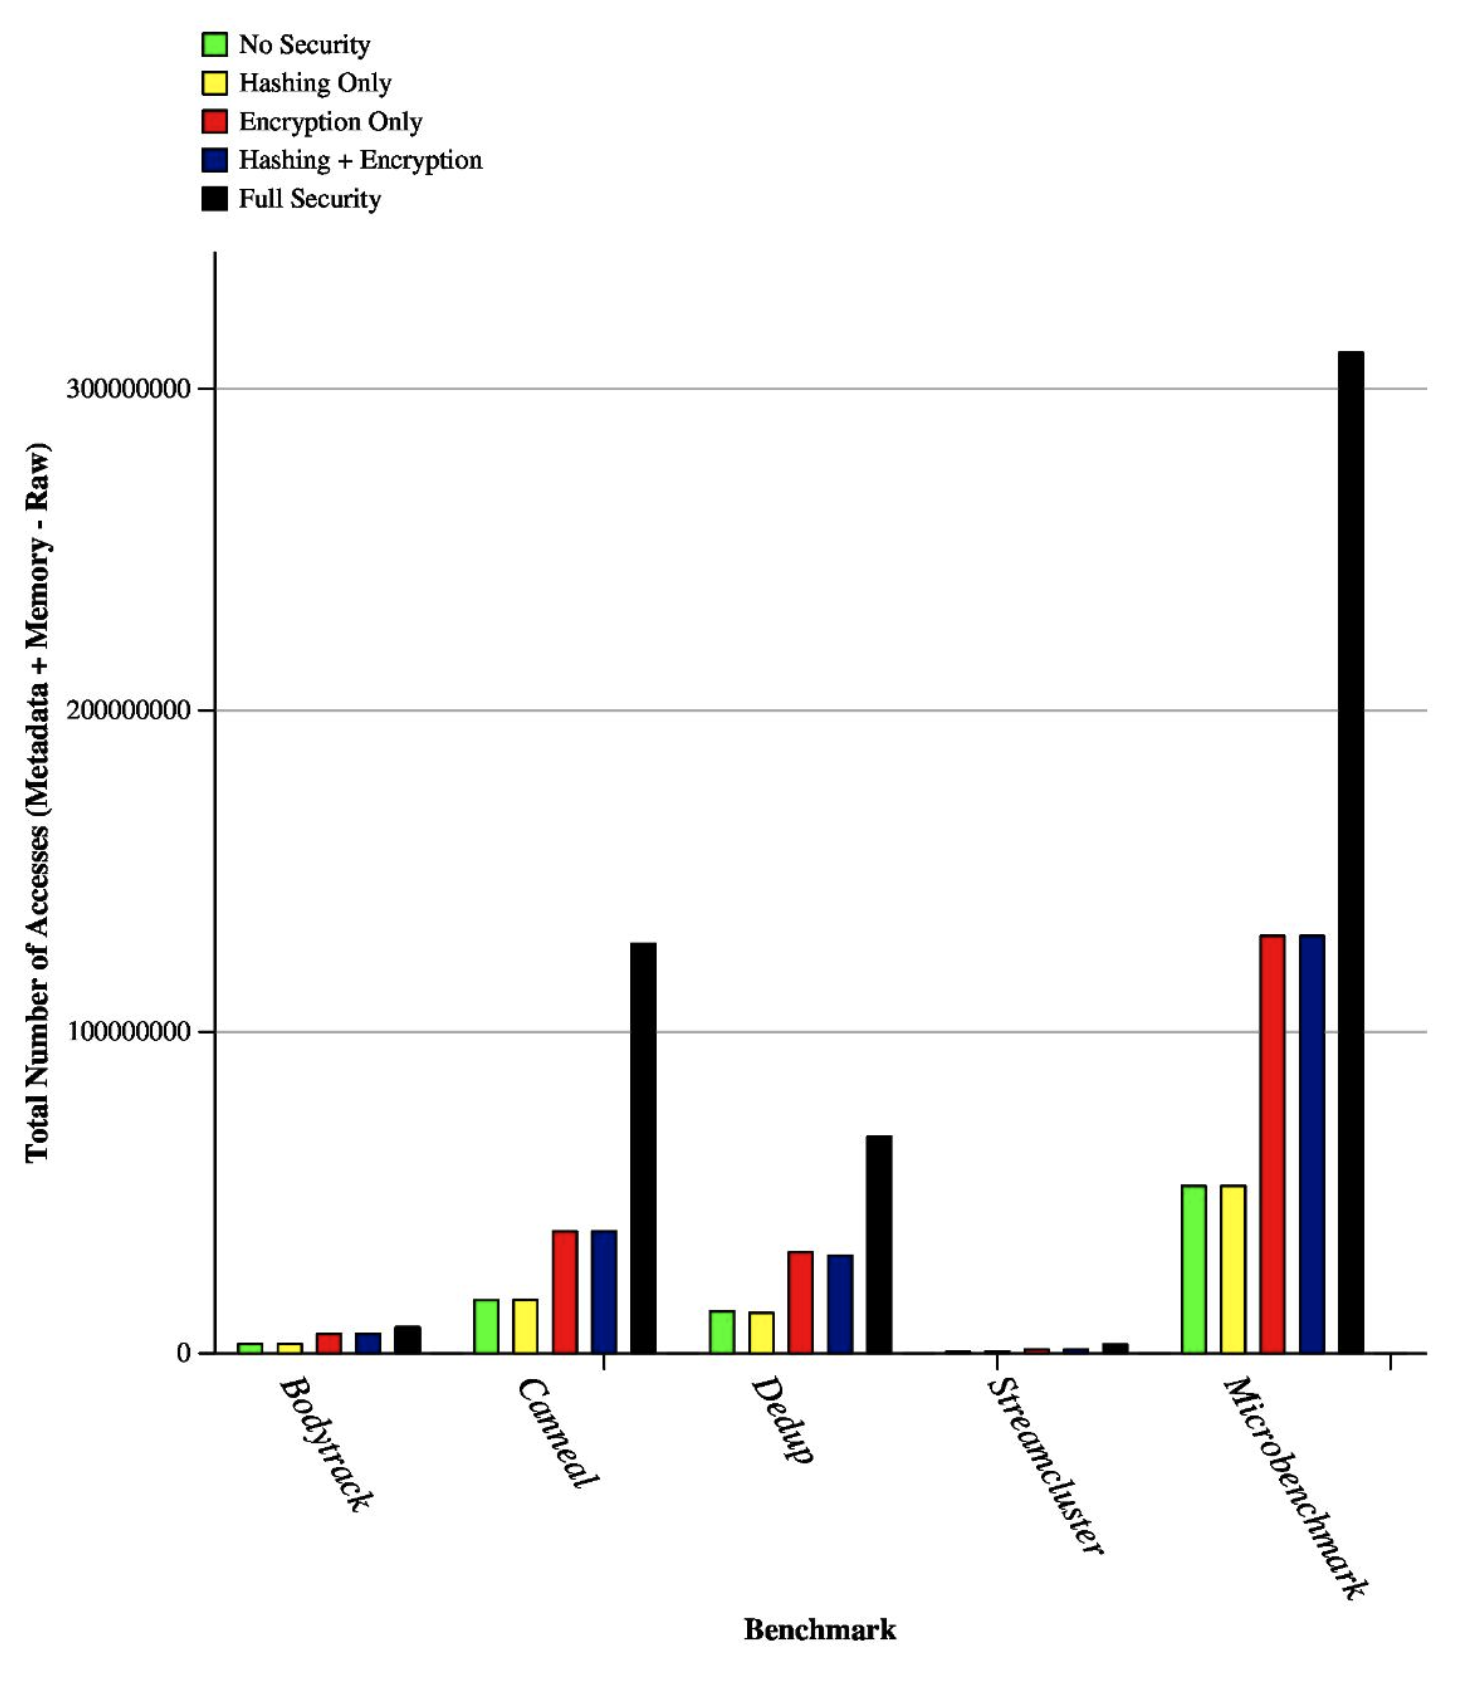 No Security
Hashing Only
Encryption Only
Hashing + Encryption
Full Security
Total Number of Accesses (Metadata + Memory - Raw)
300000000
200000000
100000000
0
Bodytrack
Canneal
Dedup
Streamcluster
Microbenchmark
Benchmark